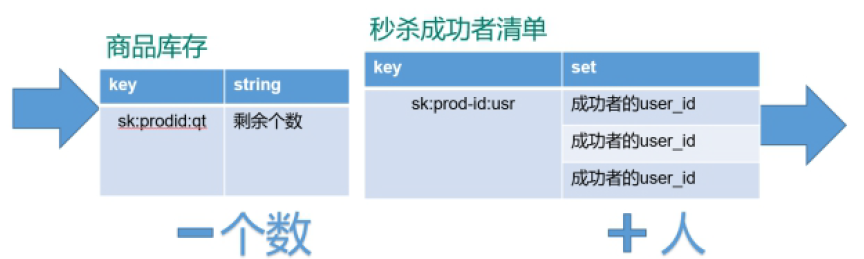 商品库存
key string
sk:prodid:qt 剩余个数
－个数
秒杀成功者清单
key set
sk:prod-id:usr 成功者的user_id
成功者的user_id
成功者的user_id
＋人